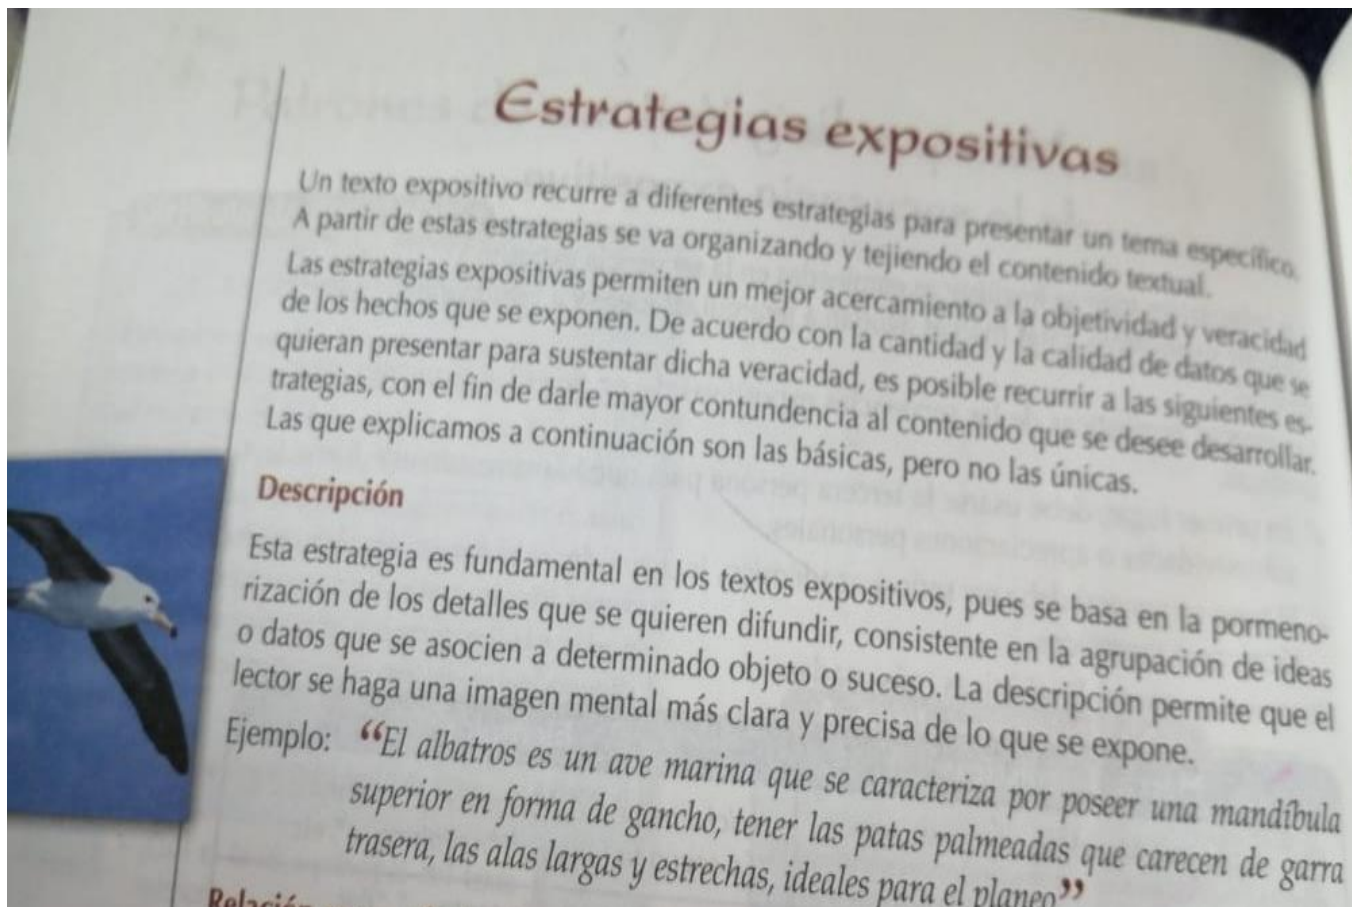 Estrategias expositivas
Un texto expositivo recurre a diferentes estrategias para presentar un tema específico.
A partir de estas estrategias se va organizando y tejiendo el contenido textual.
Las estrategias expositivas permiten un mejor acercamiento a la objetividad y veracidad
de los hechos que se exponen. De acuerdo con la cantidad y la calidad de datos que se
quieran presentar para sustentar dicha veracidad, es posible recurrir a las siguientes es-
trategias, con el fin de darle mayor contundencia al contenido que se desee desarrollar.
Las que explicamos a continuación son las básicas, pero no las únicas.
Descripción
Esta estrategia es fundamental en los textos expositivos, pues se basa en la pormeno-
rización de los detalles que se quieren difundir, consistente en la agrupación de ideas
o datos que se asocien a determinado objeto o suceso. La descripción permite que el
lector se haga una imagen mental más clara y precisa de lo que se expone.
Ejemplo: “El albatros es un ave marina que se caracteriza por poseer una mandíbula
superior en forma de gancho, tener las patas palmeadas que carecen de garra
trasera, las alas largas y estrechas, ideales para el planeo”
Relación